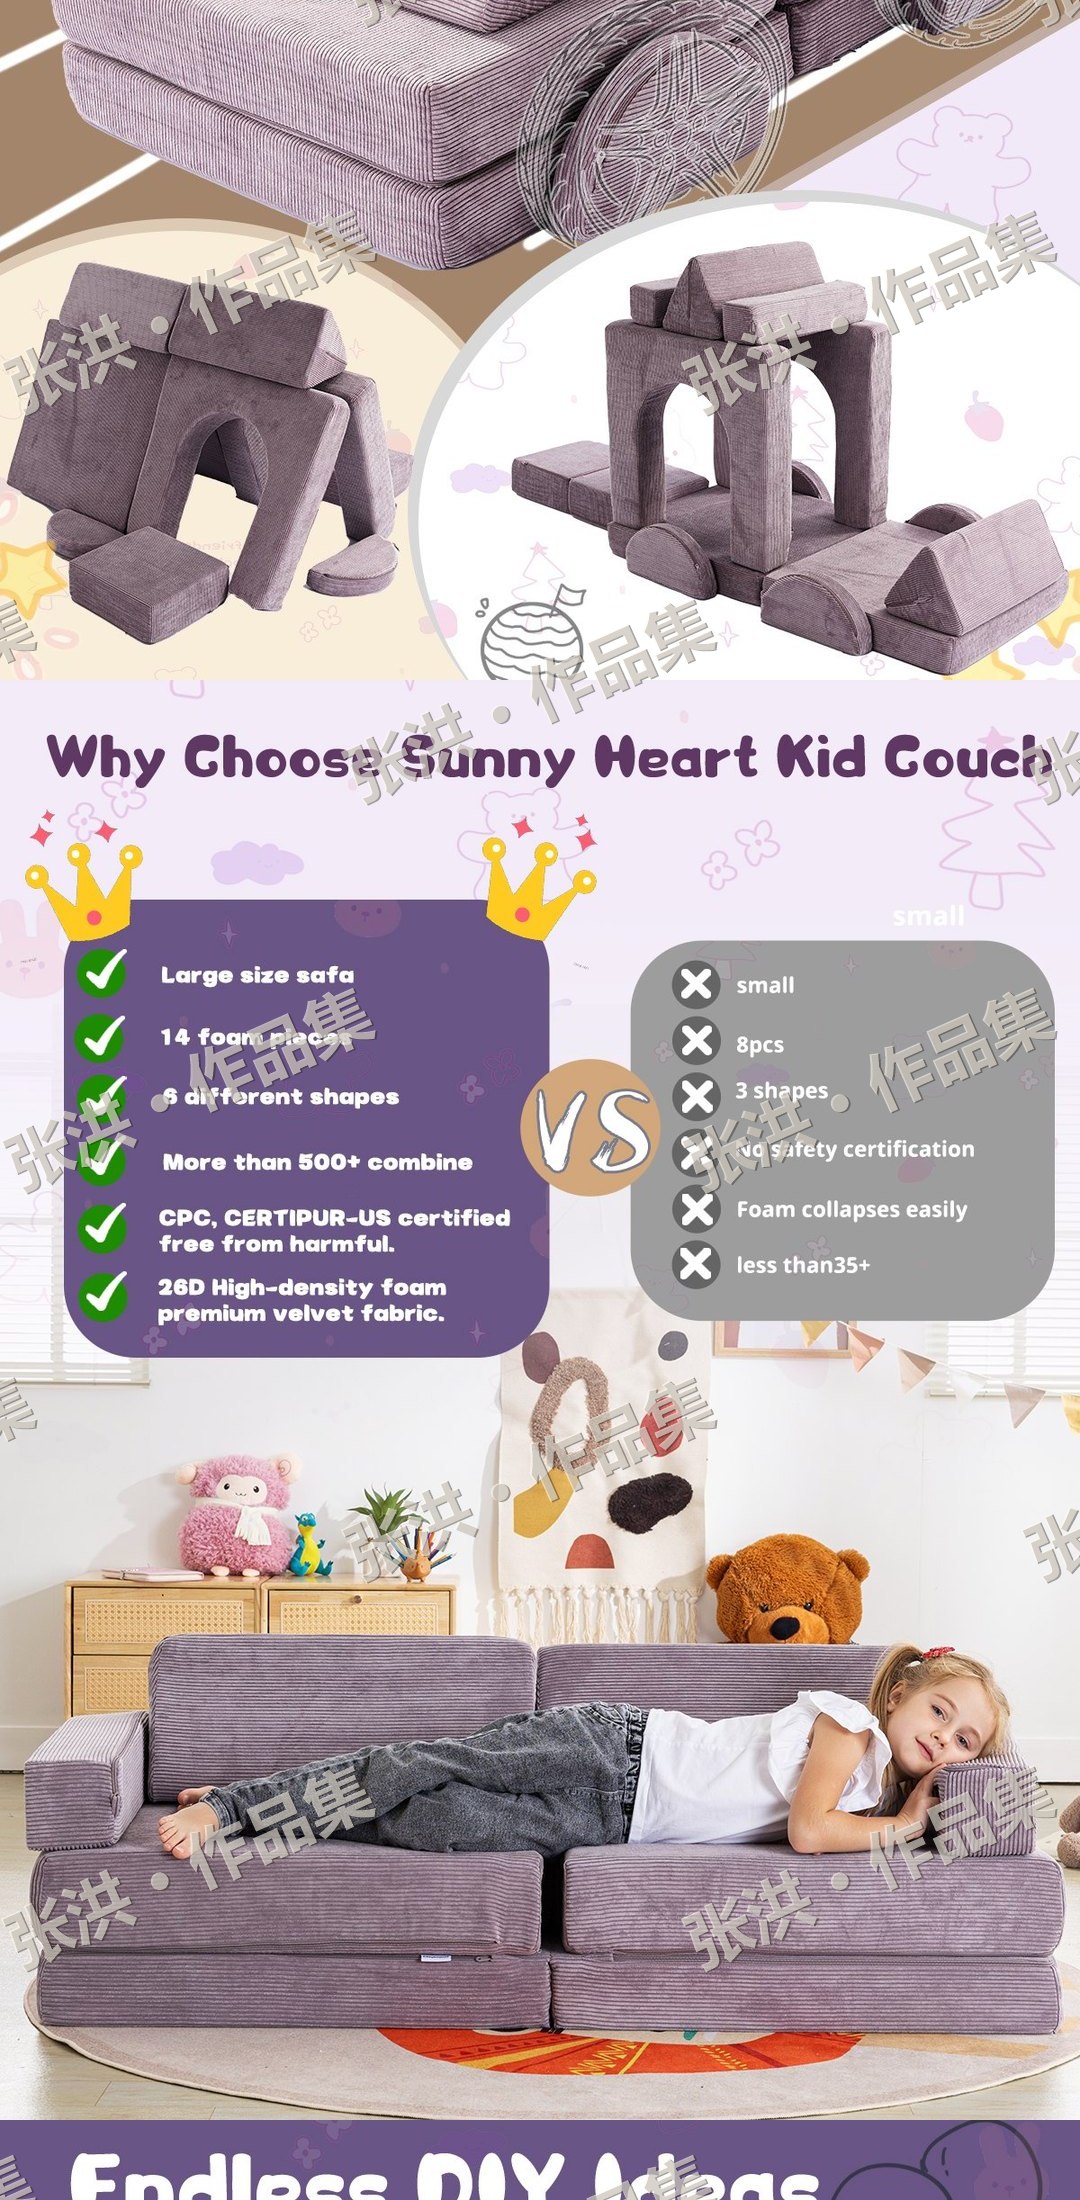 张洪·作品集
Why Choose Sunny Heart Kid Couch
small
Large size safa
14 foam pieces
6 different shapes
More than 500+ combine
CPC, CERTIPUR-US certified
free from harmful.
26D High-density foam
premium velvet fabric.
VS
small
8pcs
3 shapes
No safety certification
Foam collapses easily
less than35+
Endless DIY Ideas